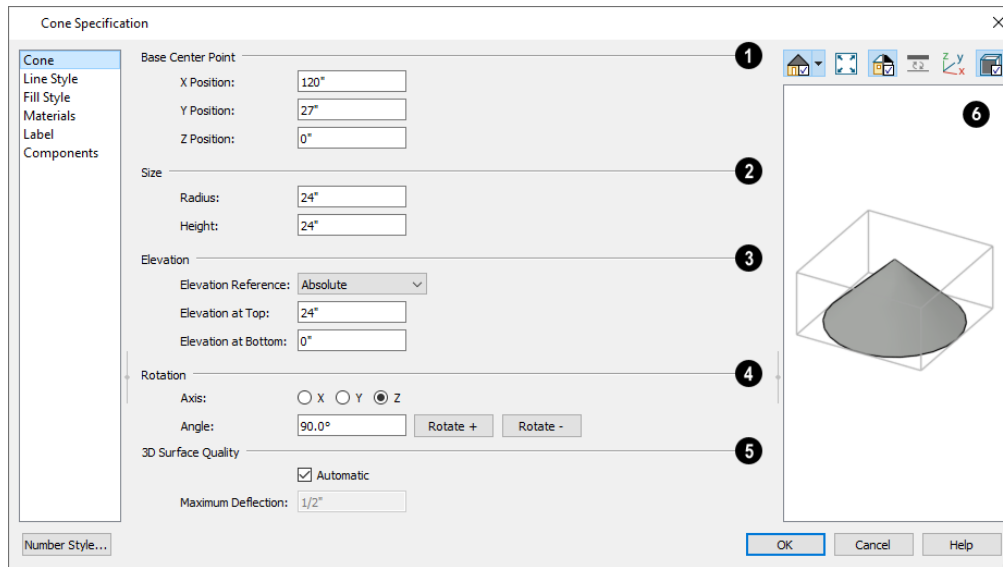 Cone Specification
Cone
Line Style
Fill Style
Materials
Label
Components
Base Center Point 1
X Position: 120"
Y Position: 27"
Z Position: 0"
Size 2
Radius: 24"
Height: 24"
Elevation 3
Elevation Reference: Absolute
Elevation at Top: 24"
Elevation at Bottom: 0"
Rotation 4
Axis: X Y Z
Angle: 90.0° Rotate + Rotate -
3D Surface Quality 5
Automatic
Maximum Deflection: 1/2"
z y x
6
Number Style... OK Cancel Help